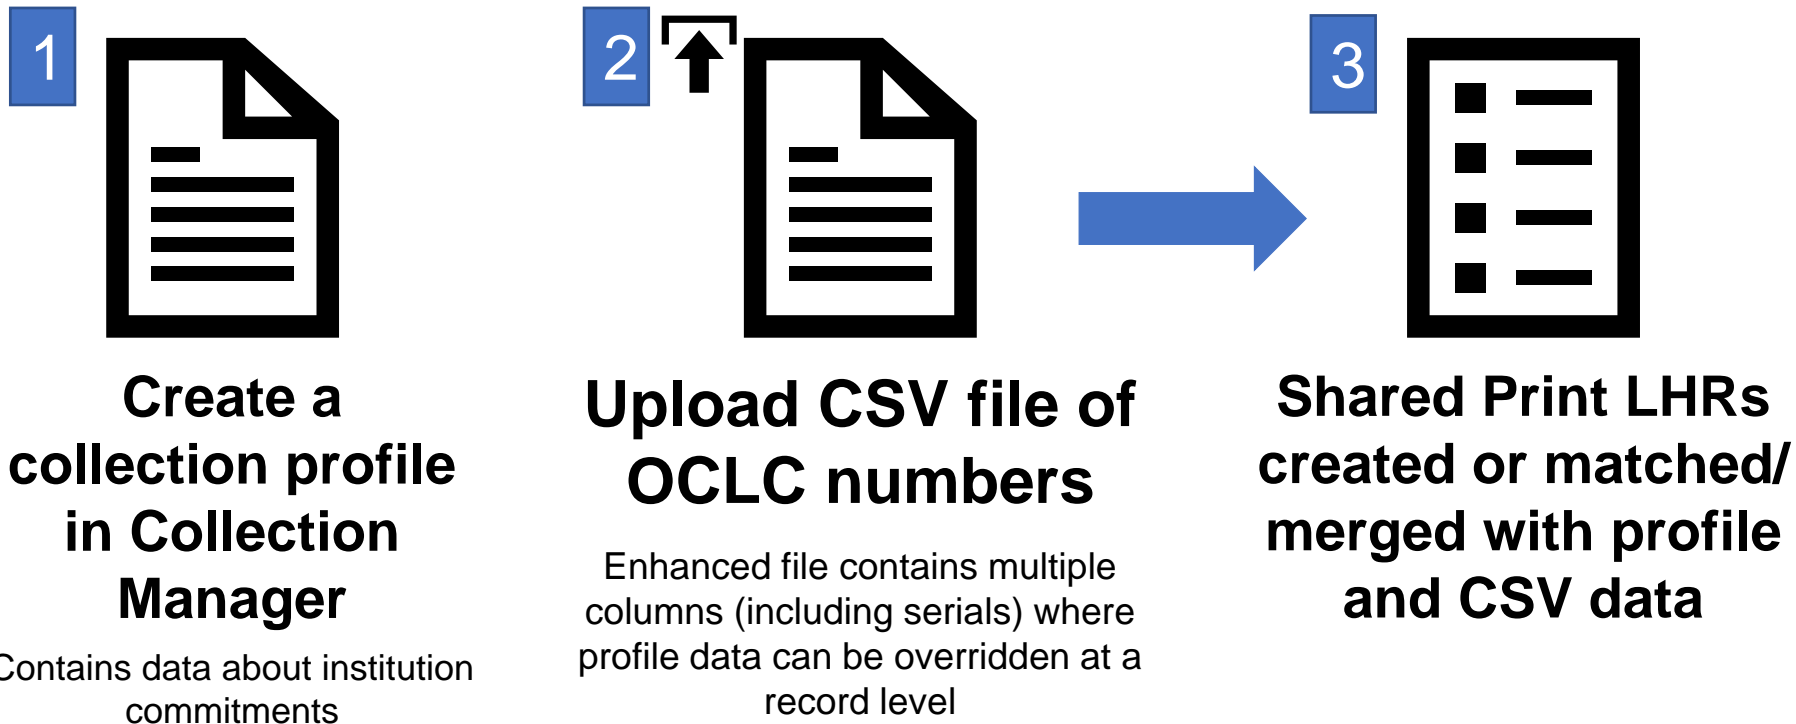 1
Create a
collection profile
in Collection
Manager
Contains data about institution
commitments
2
Upload CSV file of
OCLC numbers
Enhanced file contains multiple
columns (including serials) where
profile data can be overridden at a
record level
3
Shared Print LHRs
created or matched/
merged with profile
and CSV data